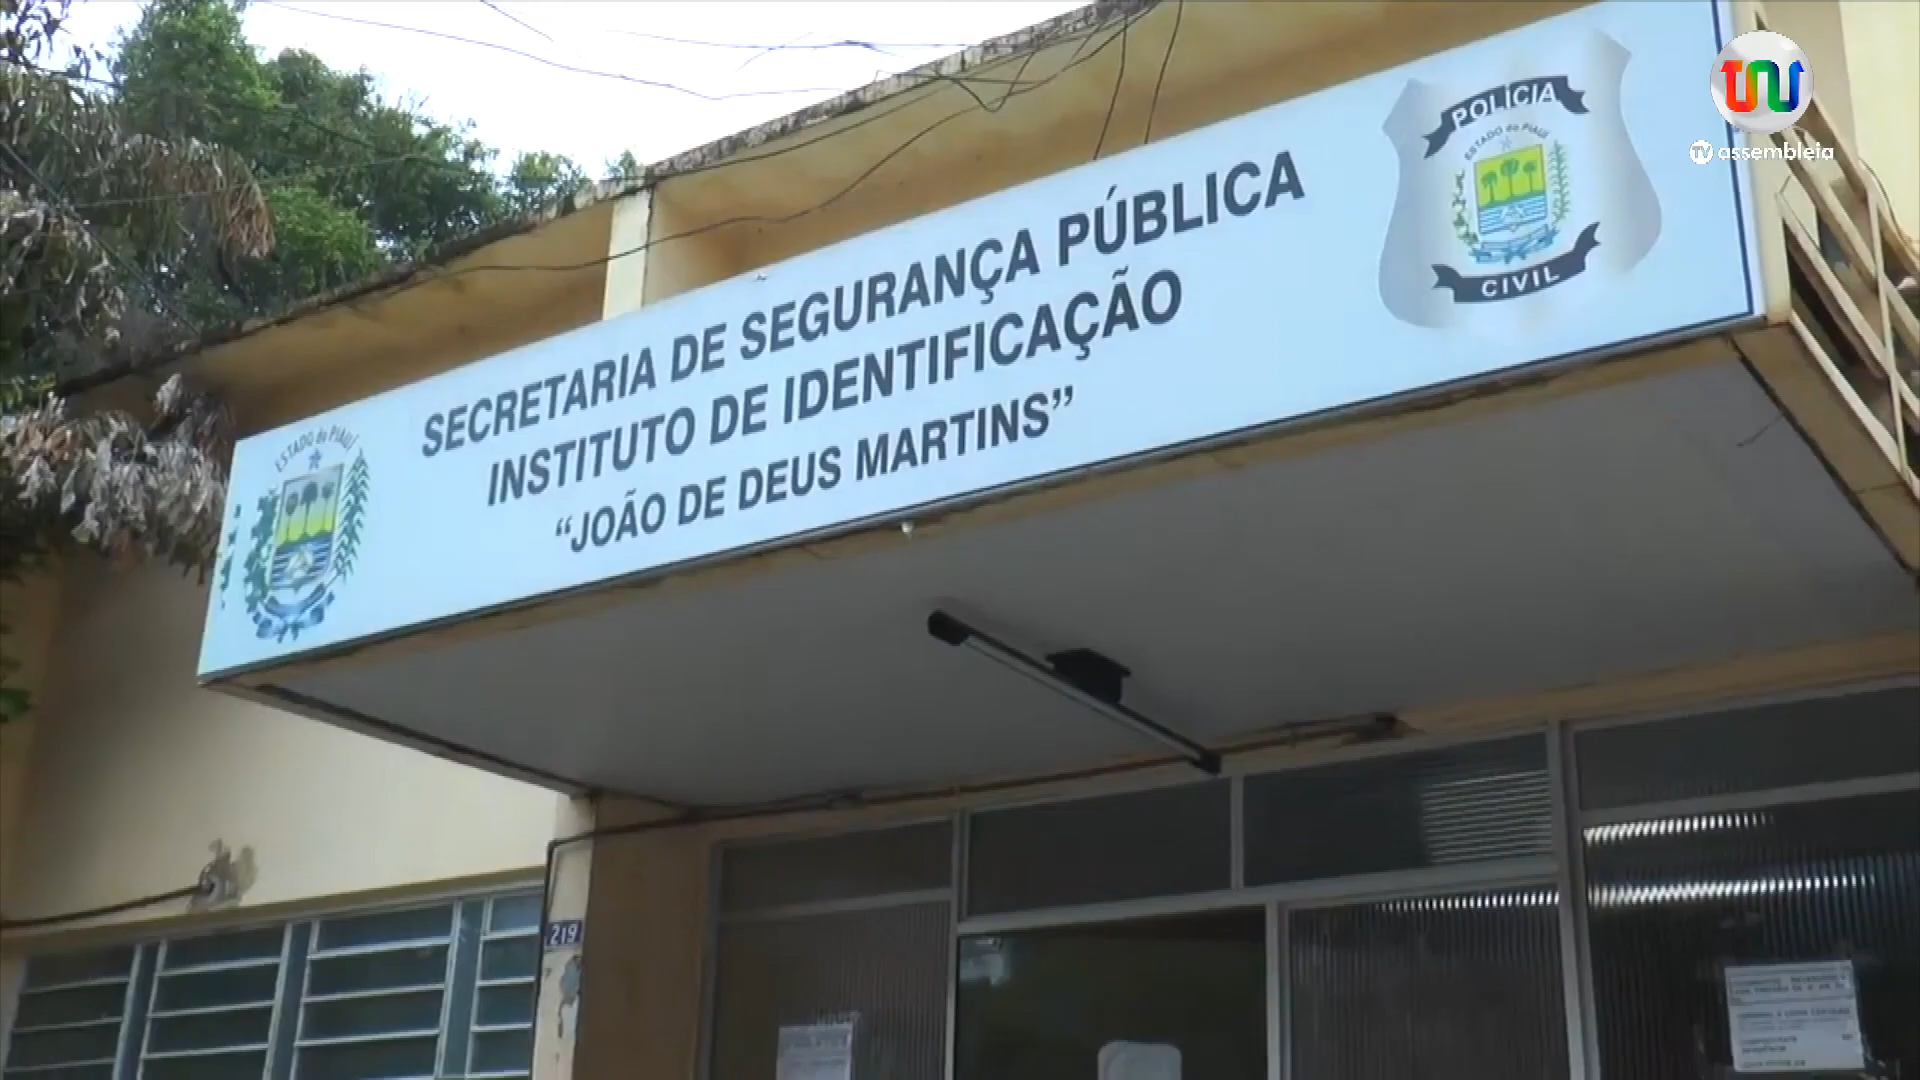 TV assembleia
POLÍCIA
ESTADO do PIAUÍ
CIVIL
SECRETARIA DE SEGURANÇA PÚBLICA
INSTITUTO DE IDENTIFICAÇÃO
“JOÃO DE DEUS MARTINS”
ESTADO do PIAUÍ
219